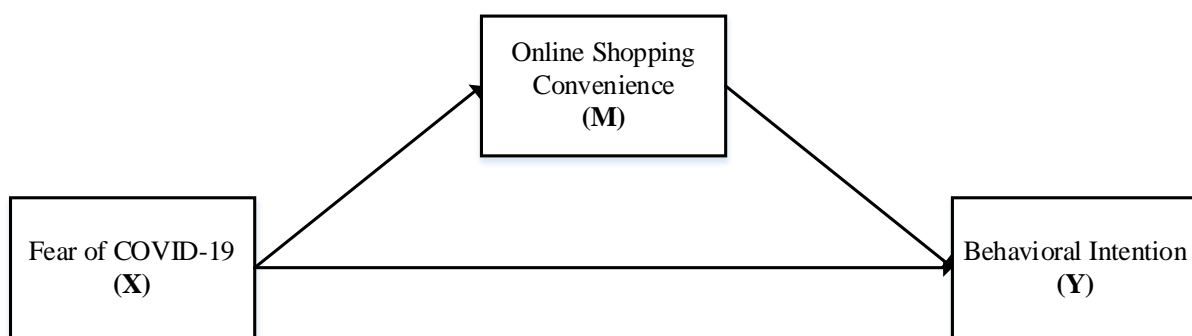 Online Shopping
Convenience
(M)
Fear of COVID-19
(X)
Behavioral Intention
(Y)